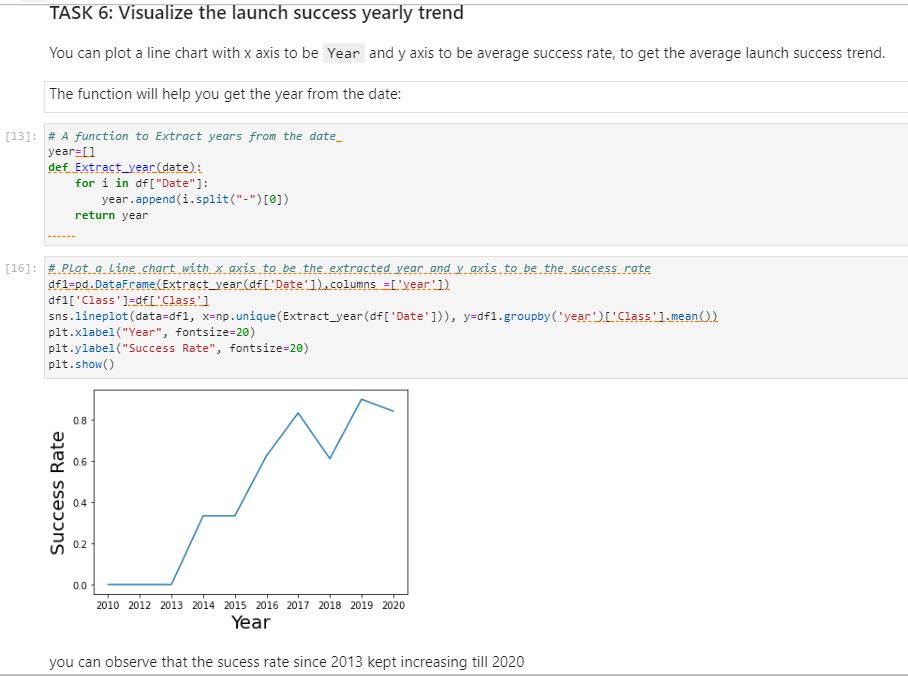 TASK 6: Visualize the launch success yearly trend
You can plot a line chart with x axis to be Year and y axis to be average success rate, to get the average launch success trend.
The function will help you get the year from the date:
[13]: # A function to Extract years from the date
year=[]
def Extract_year(date):
    for i in df["Date"]:
        year.append(i.split("-")[0])
    return year
[16]: # Plot a line chart with x axis to be the extracted year and y axis to be the success rate
df1=pd.DataFrame(Extract_year(df['Date']),columns =['year'])
df1['Class']=df['Class']
sns.lineplot(data=df1, x=np.unique(Extract_year(df['Date'])), y=df1.groupby('year')['Class'].mean())
plt.xlabel("Year", fontsize=20)
plt.ylabel("Success Rate", fontsize=20)
plt.show()
Success Rate
0.8
0.6
0.4
0.2
0.0
2010 2012 2013 2014 2015 2016 2017 2018 2019 2020
Year
you can observe that the sucess rate since 2013 kept increasing till 2020